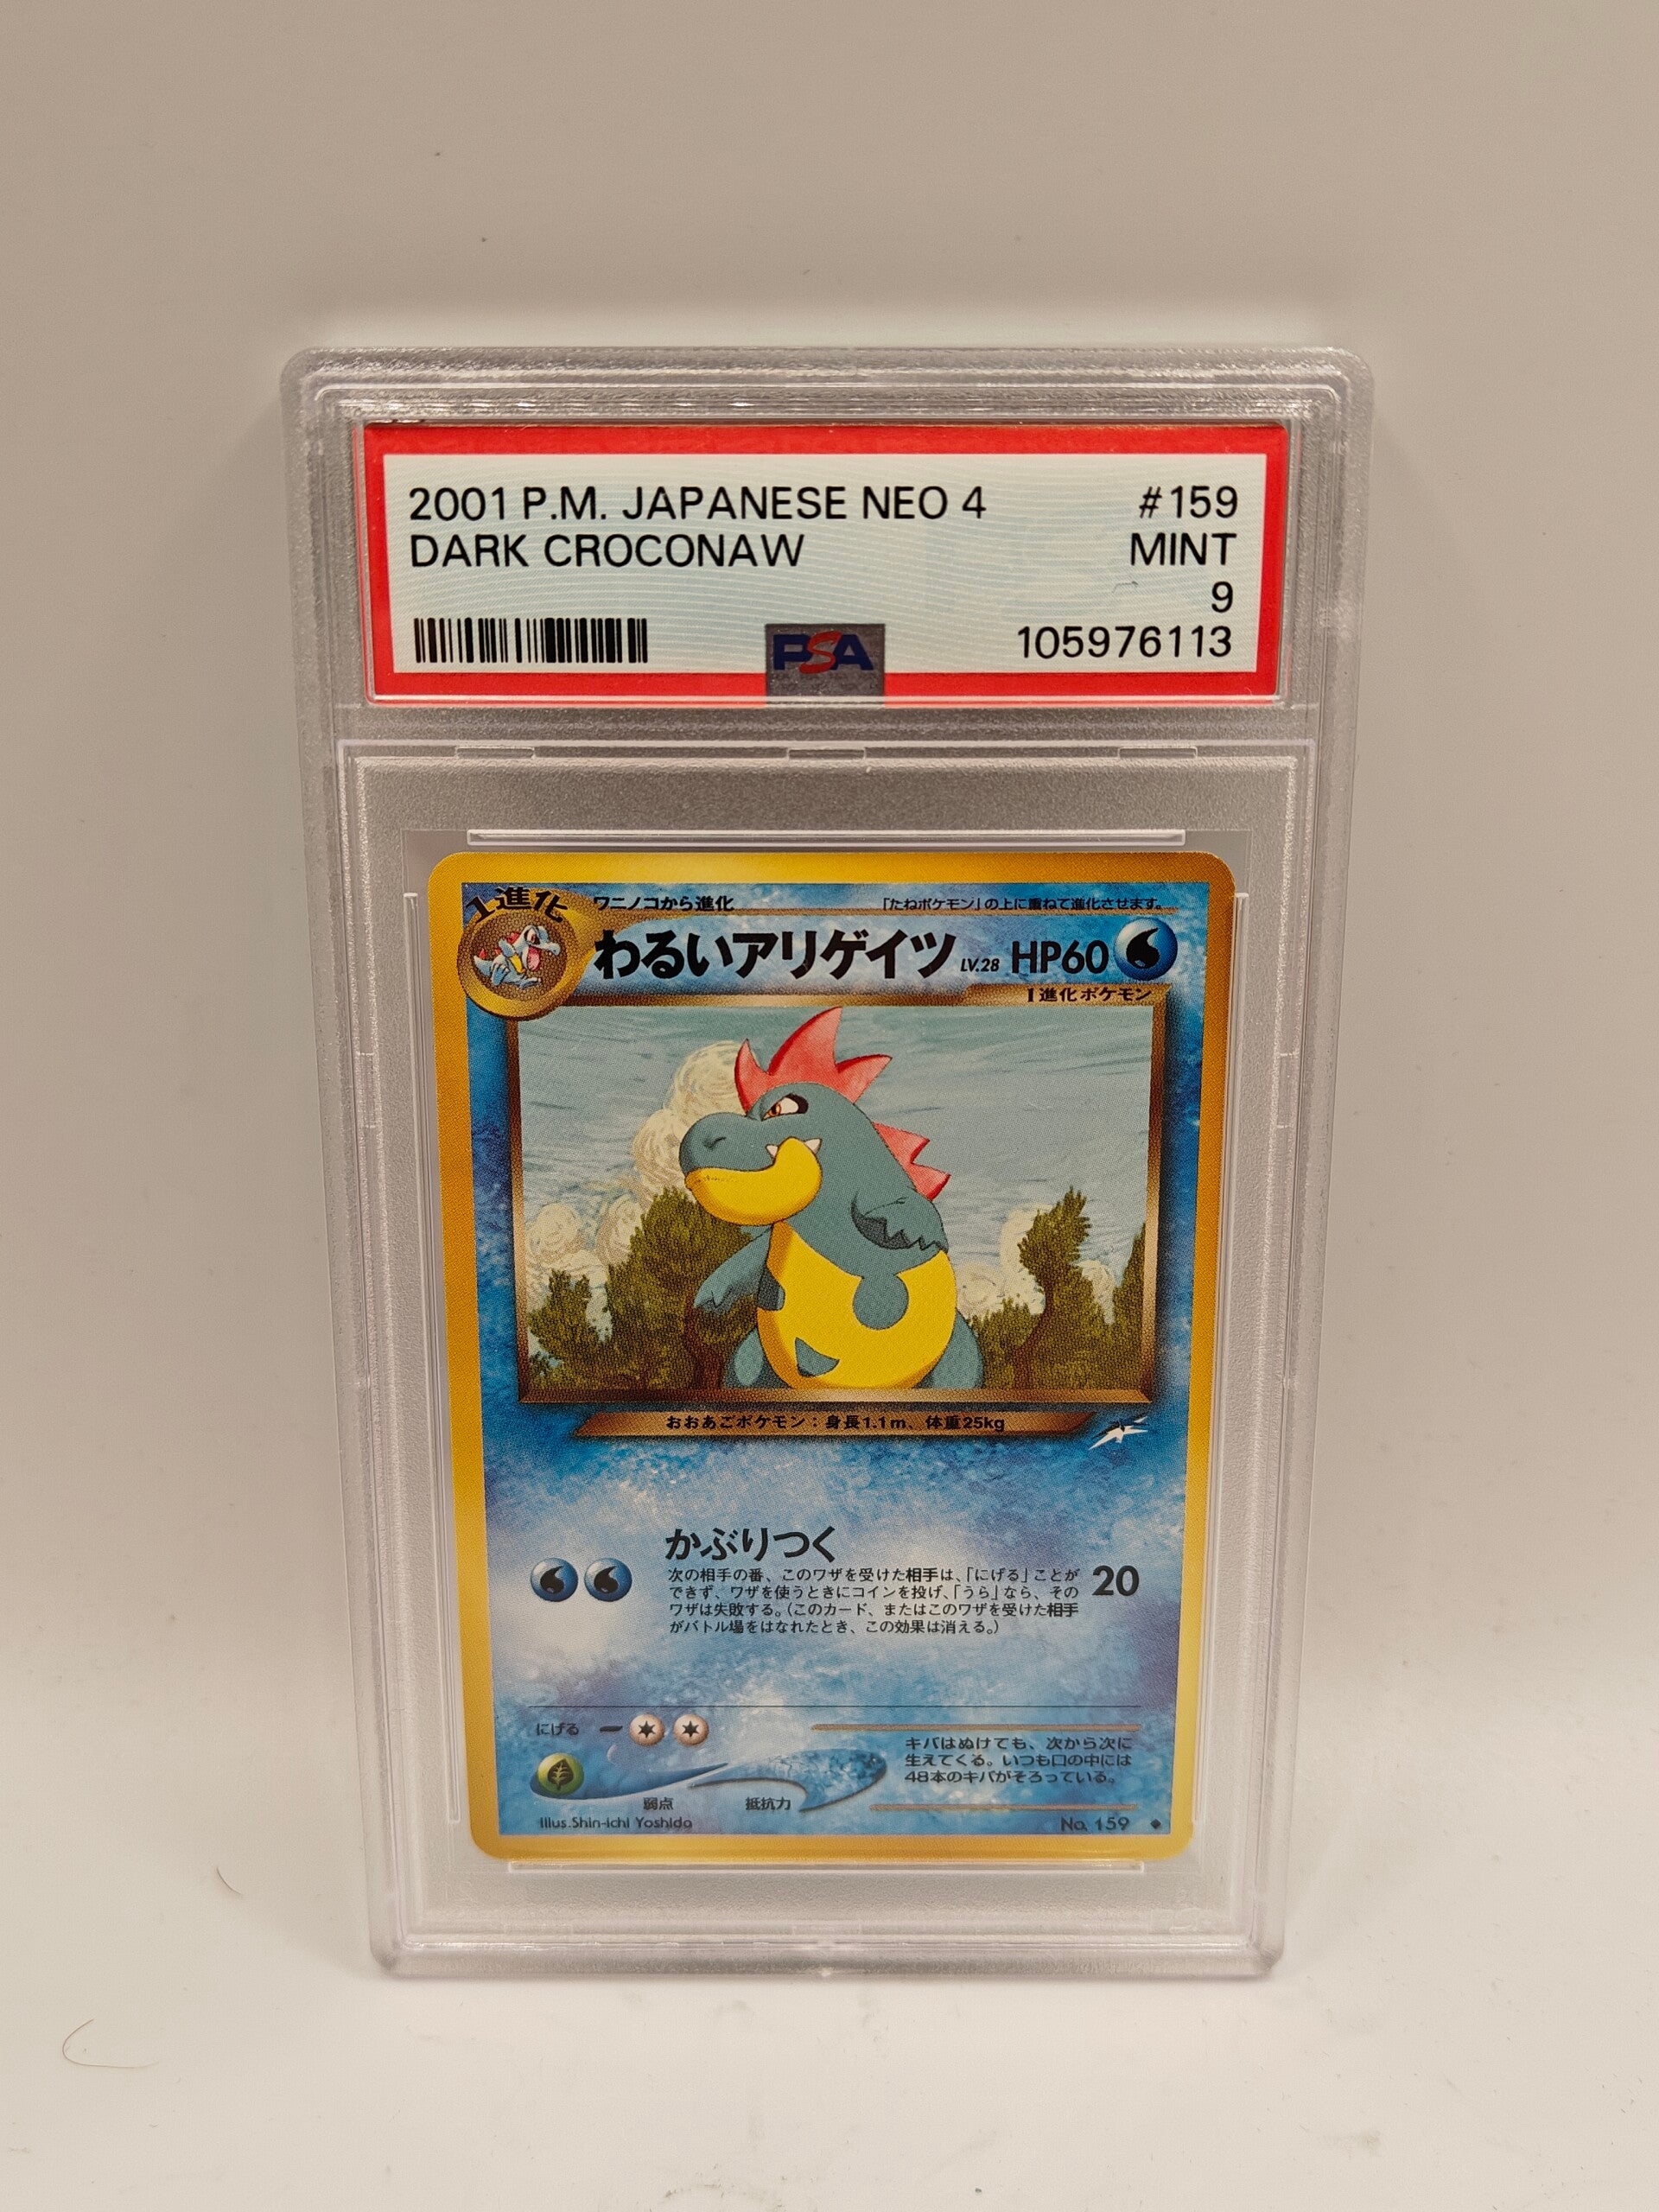 2001 P.M. JAPANESE NEO 4 #159
DARK CROCONAW MINT
9
PSA 105976113
1進化
ワニノコから進化 「たねポケモン」の上に重ねて進化させます。
わるいアリゲイツ LV.28 HP60
1進化ポケモン
おおあごポケモン：身長1.1m、体重25kg
かぶりつく
次の相手の番、このワザを受けた相手は、「にげる」ことが
できず、ワザを使うときにコインを投げ、「うら」なら、その
ワザは失敗する。（このカード、またはこのワザを受けた相手
がバトル場をはなれたとき、この効果は消える。）
20
にげる
キバはぬけても、次から次に
生えてくる。いつも口の中には
48本のキバがそろっている。
弱点 抵抗力
Illus.Shin-ichi Yoshida No. 159